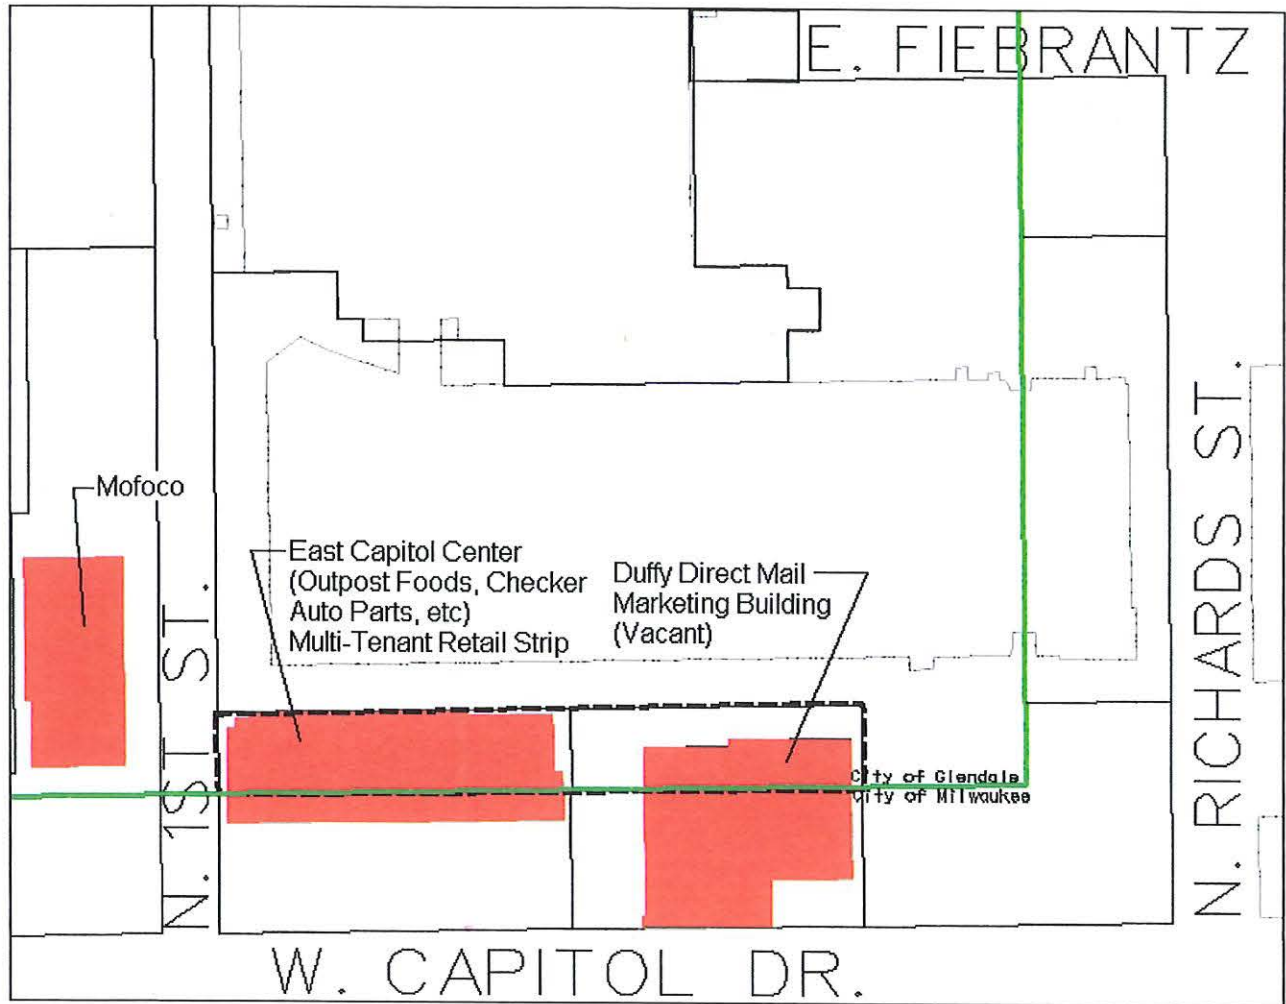 E. FIEBRANTZ
Mofoco
East Capitol Center
(Outpost Foods, Checker
Auto Parts, etc)
Multi-Tenant Retail Strip
Duffy Direct Mail
Marketing Building
(Vacant)
N. 1ST ST.
N. RICHARDS ST.
City of Glendale
City of Milwaukee
W. CAPITOL DR.